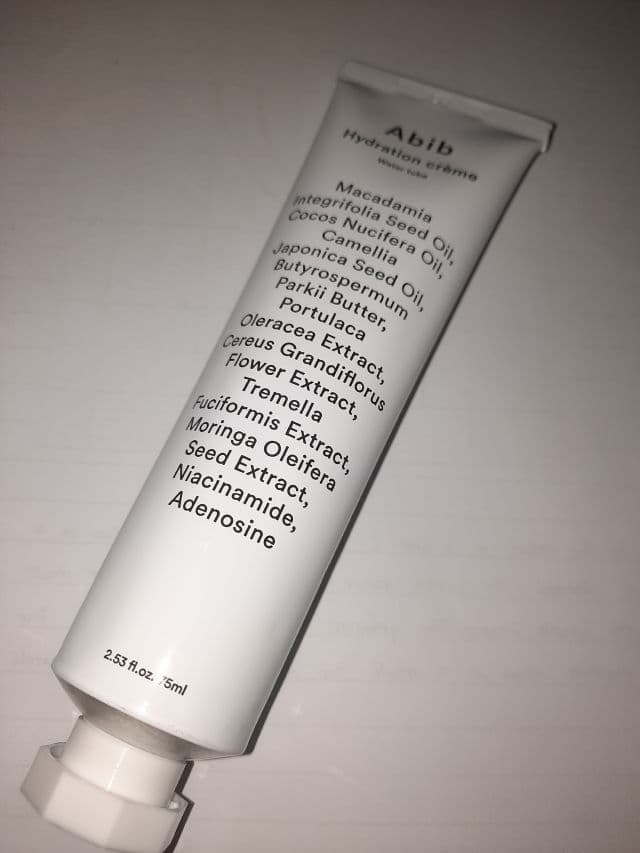 Abib
Hydration crème
Water tube
Macadamia
Integrifolia Seed Oil,
Cocos Nucifera Oil,
Camellia
Japonica Seed Oil,
Butyrospermum
Parkii Butter,
Portulaca
Oleracea Extract,
Cereus Grandiflorus
Flower Extract,
Tremella
Fuciformis Extract,
Moringa Oleifera
Seed Extract,
Niacinamide,
Adenosine
2.53 fl.oz. 75ml